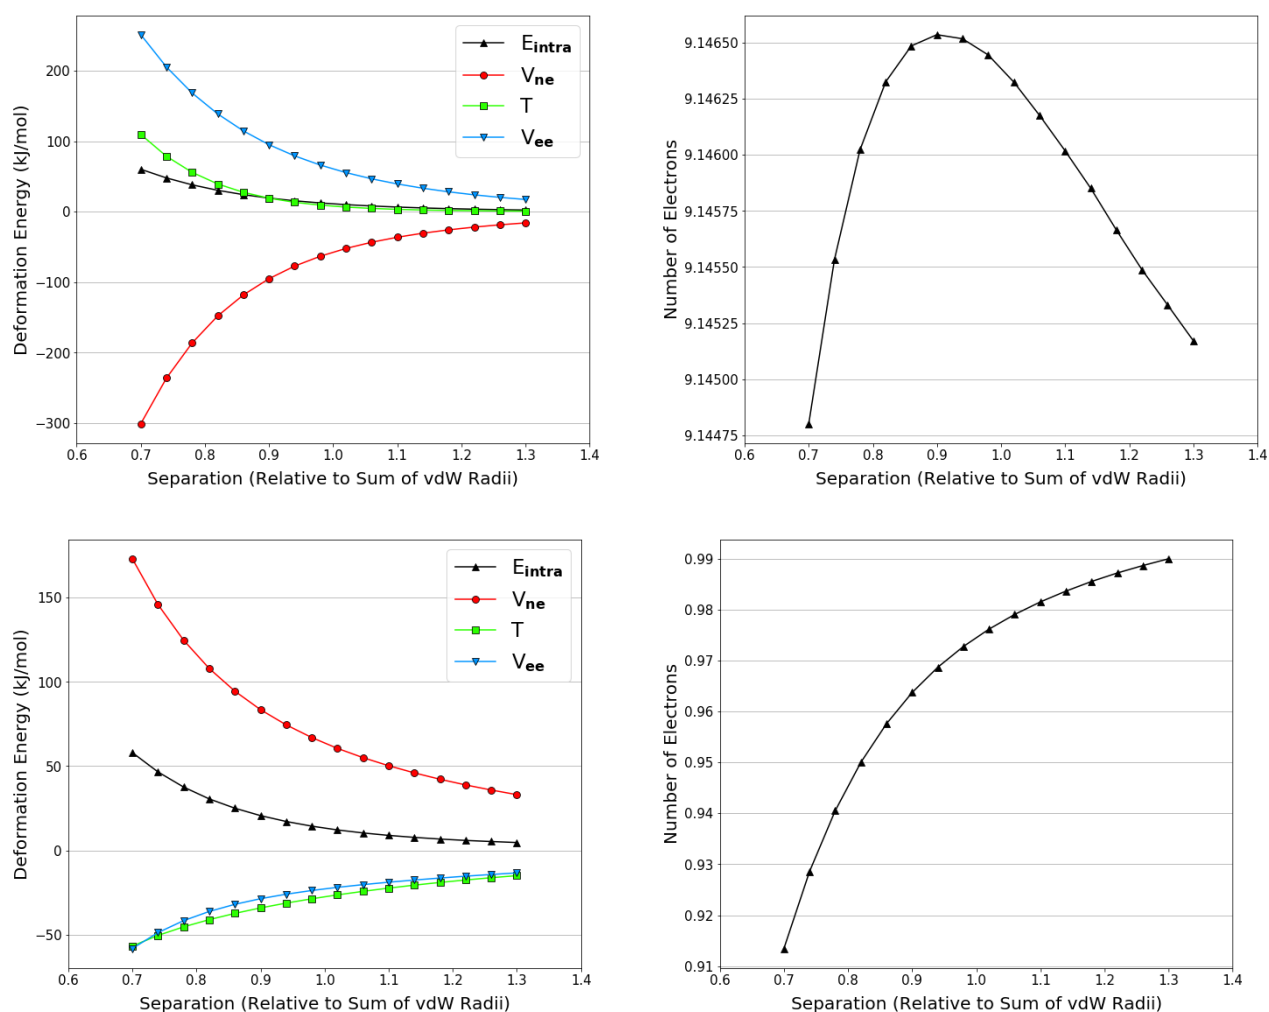 Deformation Energy (kJ/mol)
200
100
0
−100
−200
−300
0.6 0.7 0.8 0.9 1.0 1.1 1.2 1.3 1.4
Separation (Relative to Sum of vdW Radii)
E intra
V ne
T
V ee
Number of Electrons
9.14650
9.14625
9.14600
9.14575
9.14550
9.14525
9.14500
9.14475
0.6 0.7 0.8 0.9 1.0 1.1 1.2 1.3 1.4
Separation (Relative to Sum of vdW Radii)
Deformation Energy (kJ/mol)
150
100
50
0
−50
0.6 0.7 0.8 0.9 1.0 1.1 1.2 1.3 1.4
Separation (Relative to Sum of vdW Radii)
E intra
V ne
T
V ee
Number of Electrons
0.99
0.98
0.97
0.96
0.95
0.94
0.93
0.92
0.91
0.6 0.7 0.8 0.9 1.0 1.1 1.2 1.3 1.4
Separation (Relative to Sum of vdW Radii)